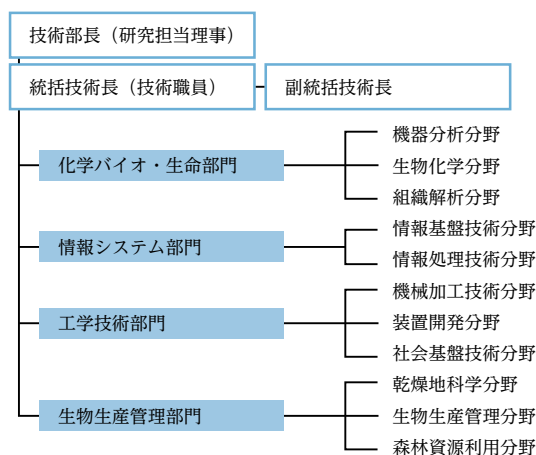 技術部長（研究担当理事）
統括技術長（技術職員）
副統括技術長
化学バイオ・生命部門
機器分析分野
生物化学分野
組織解析分野
情報システム部門
情報基盤技術分野
情報処理技術分野
工学技術部門
機械加工技術分野
装置開発分野
社会基盤技術分野
生物生産管理部門
乾燥地科学分野
生物生産管理分野
森林資源利用分野